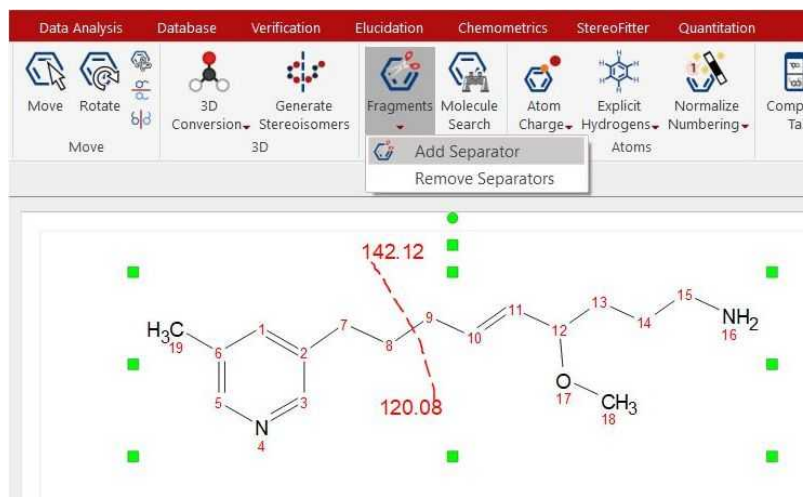 Data Analysis Database Verification Elucidation Chemometrics StereoFitter Quantitation
Move Rotate 3D Conversion Generate Stereoisomers Fragments Molecule Search Atom Charge Explicit Hydrogens Normalize Numbering
Move 3D Atoms
Add Separator
Remove Separators
142.12
H3C 19 1 7 9 11 13 15 NH2 16
6 2 8 10 12 14
5 3 O 17 CH3 18
N 4
120.08